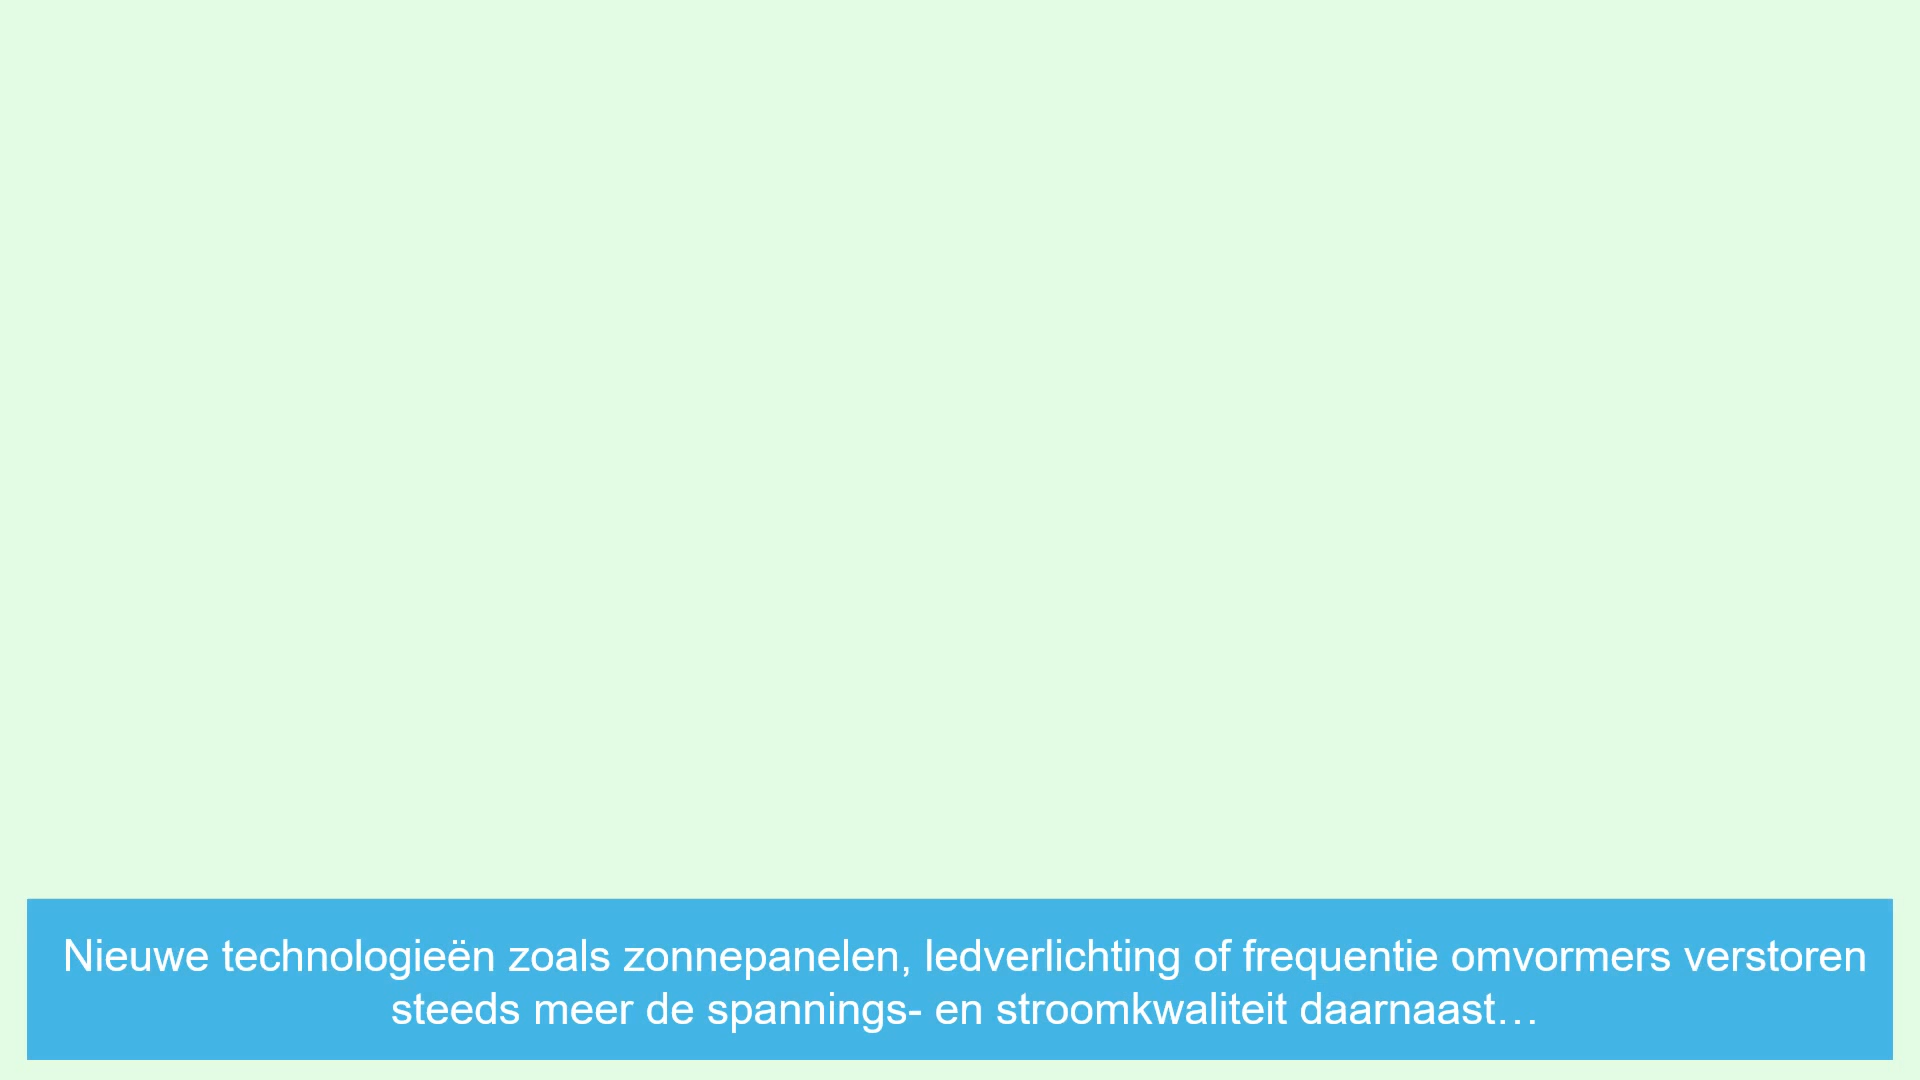 Nieuwe technologieën zoals zonnepanelen, ledverlichting of frequentie omvormers verstoren
steeds meer de spannings- en stroomkwaliteit daarnaast…